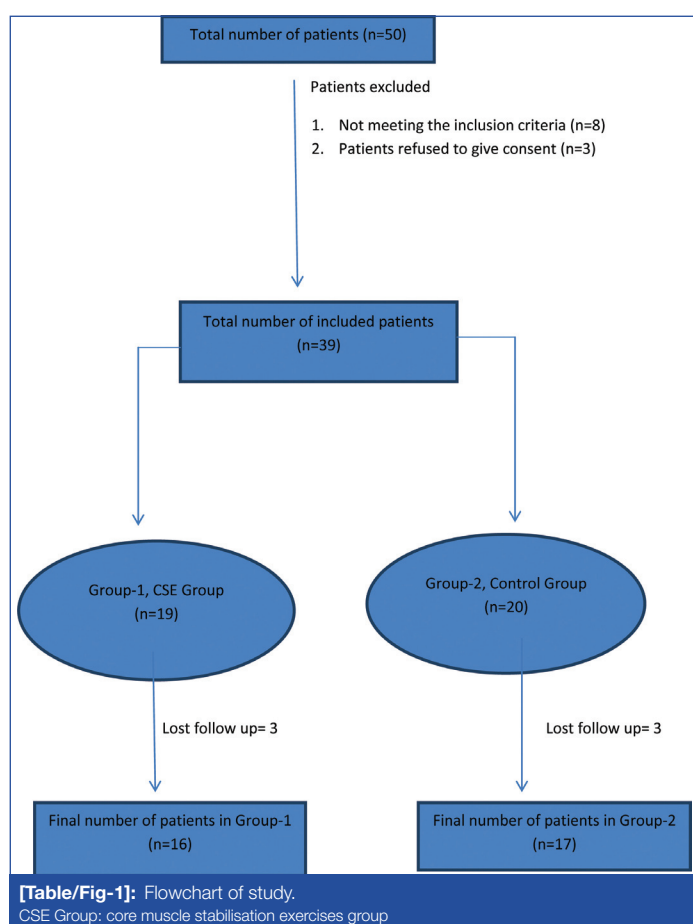 Total number of patients (n=50)
Patients excluded
1. Not meeting the inclusion criteria (n=8)
2. Patients refused to give consent (n=3)
Total number of included patients
(n=39)
Group-1, CSE Group
(n=19)
Group-2, Control Group
(n=20)
Lost follow up= 3
Lost follow up= 3
Final number of patients in Group-1
(n=16)
Final number of patients in Group-2
(n=17)
[Table/Fig-1]: Flowchart of study.
CSE Group: core muscle stabilisation exercises group